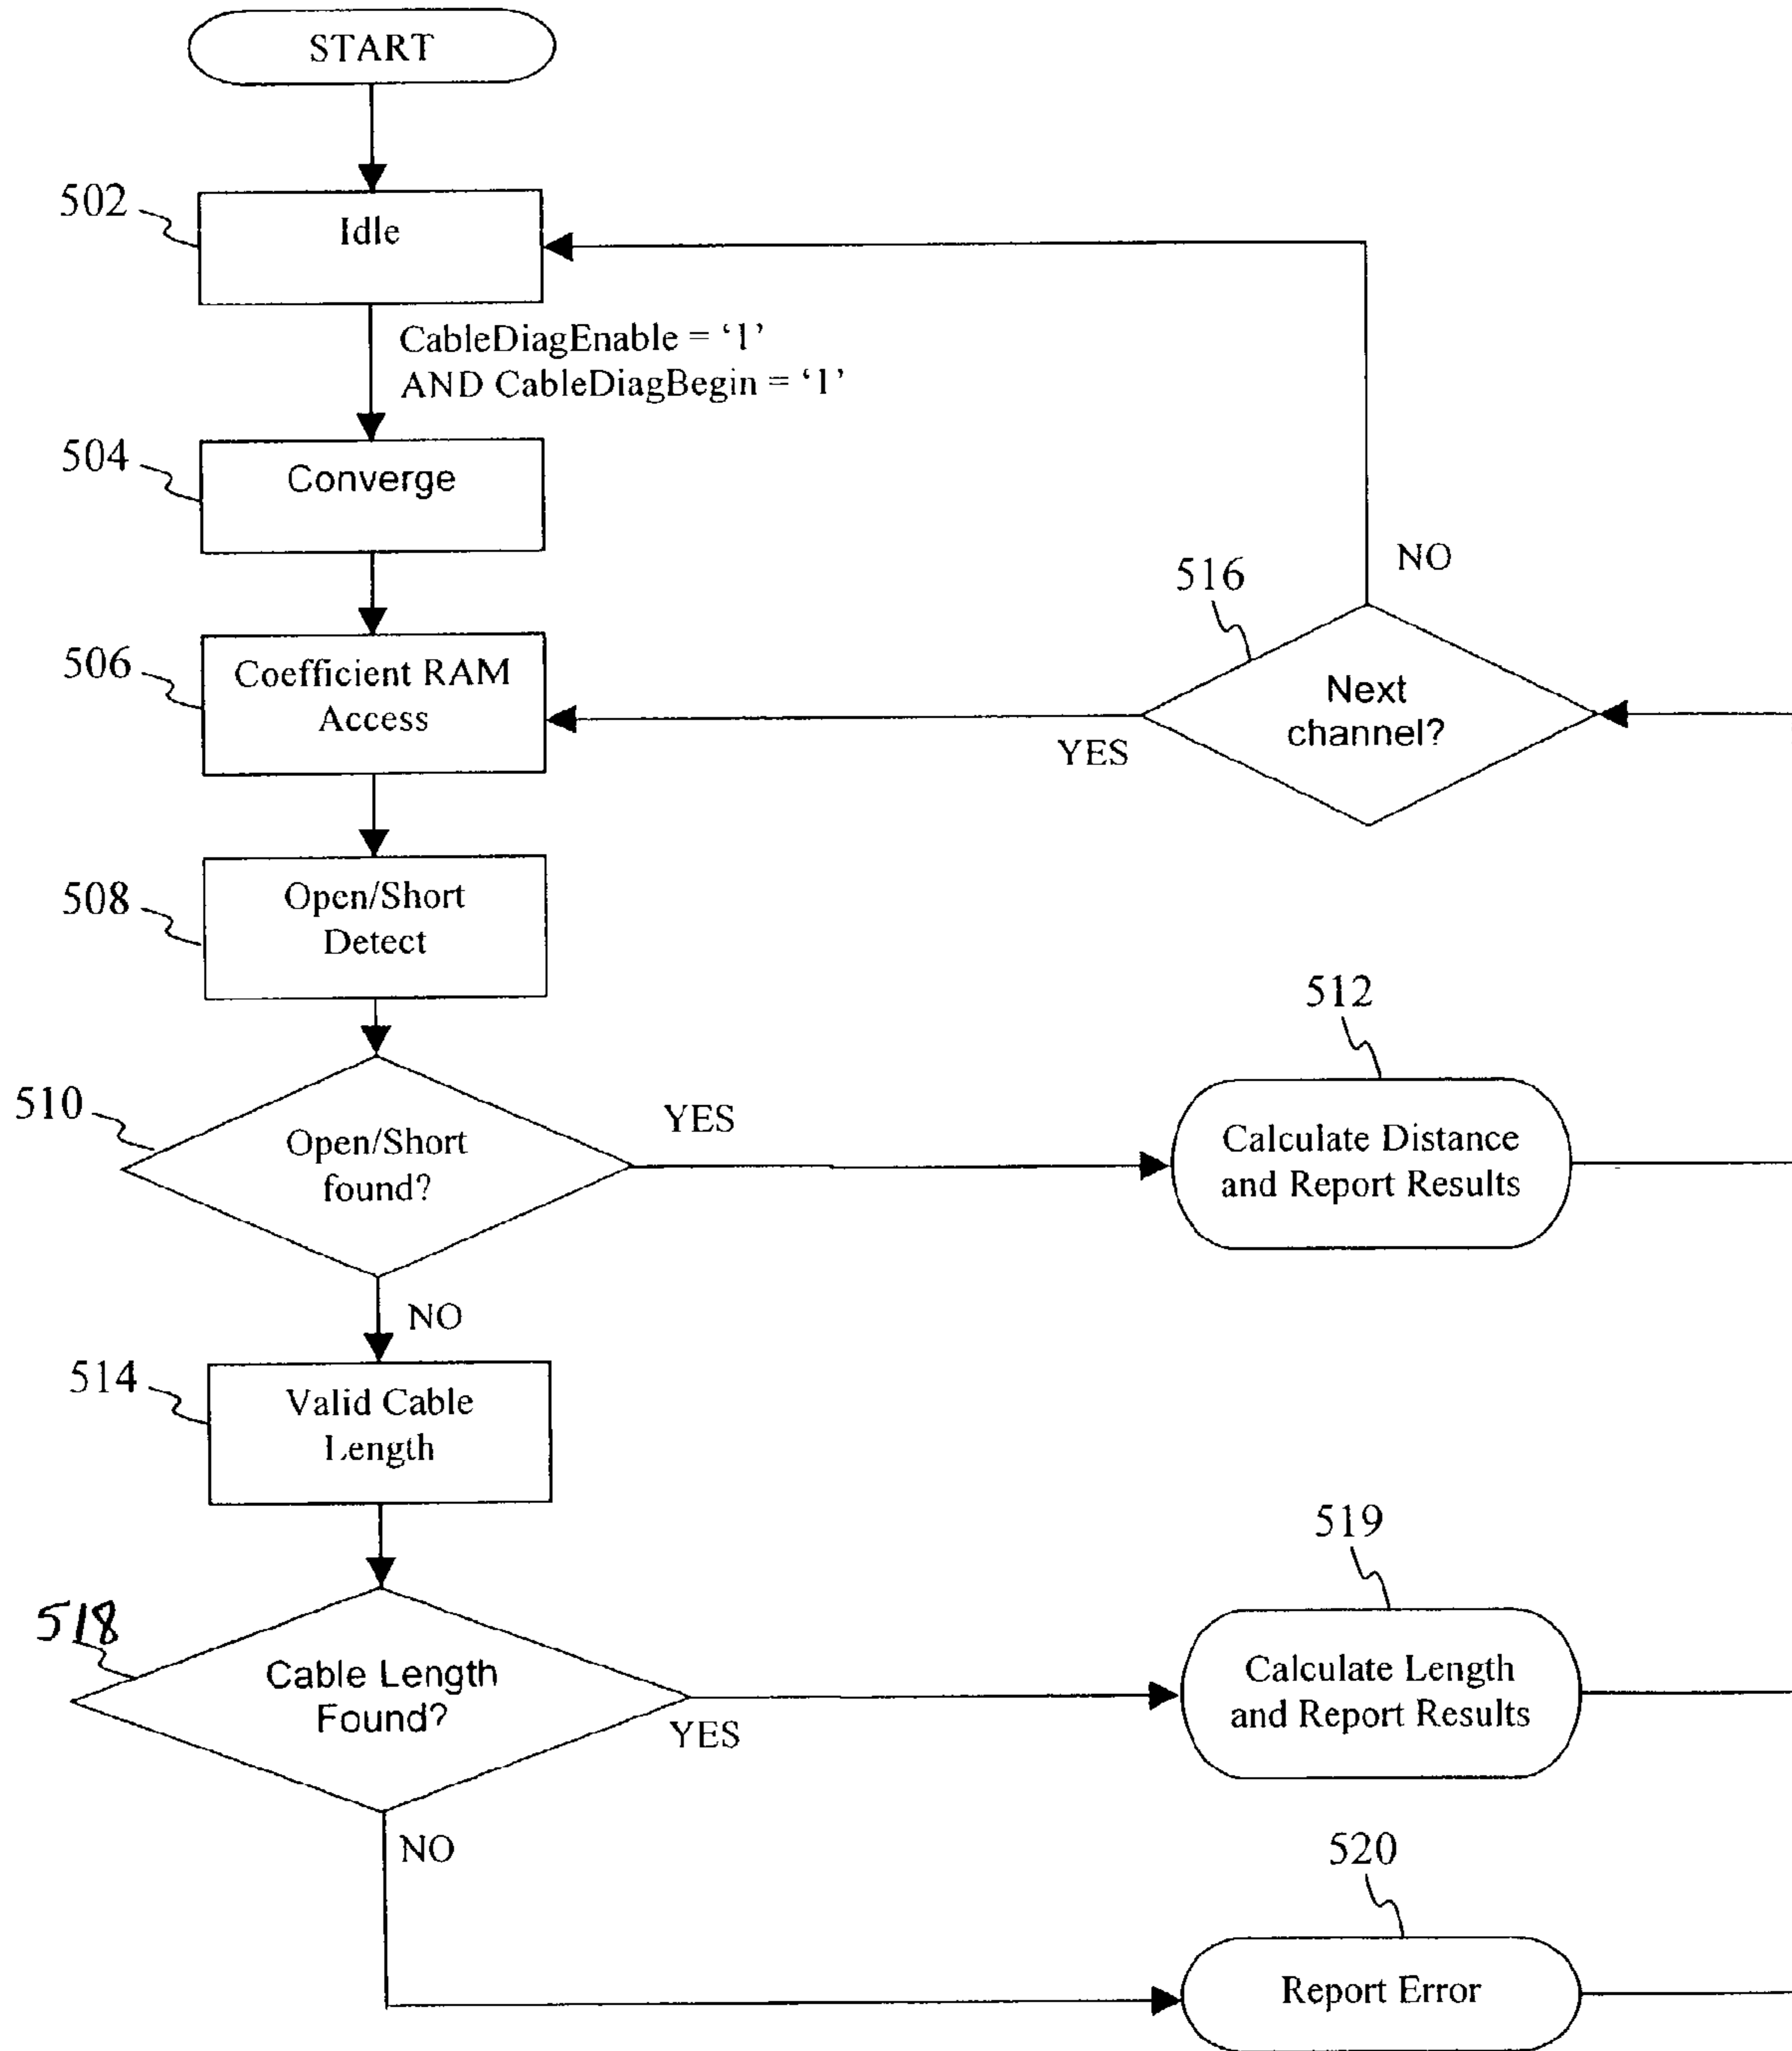 START
502
Idle
CableDiagEnable = ‘1’
AND CableDiagBegin = ‘1’
504
Converge
NO
516
506
Coefficient RAM
Access
Next
channel?
YES
508
Open/Short
Detect
512
510
YES
Open/Short
found?
Calculate Distance
and Report Results
NO
514
Valid Cable
Length
519
518
Cable Length
Found?
YES
Calculate Length
and Report Results
NO
520
Report Error